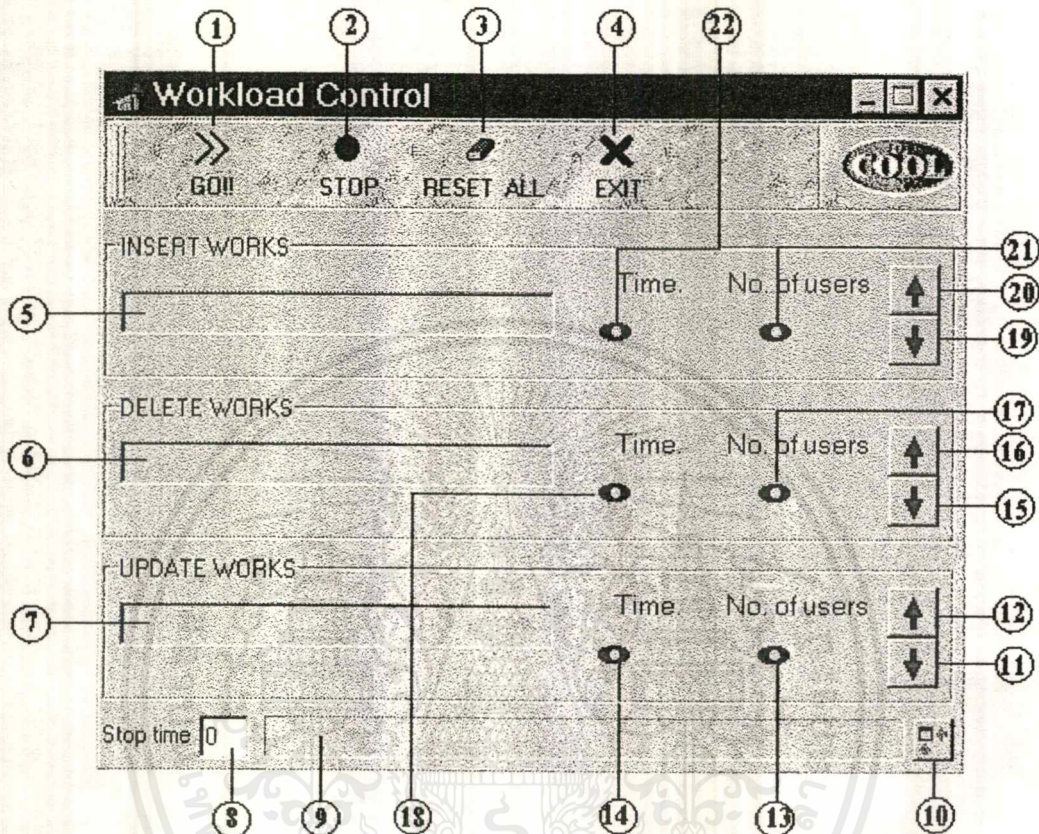 1 2 3 4 22
Workload Control
GO!! STOP RESET ALL EXIT COOL
INSERT WORKS
Time. No. of users
21
20
5
19
DELETE WORKS
17
Time. No. of users
16
6
18
15
UPDATE WORKS
Time. No. of users
12
7
11
Stop time 0
8 9 18 14 13 10